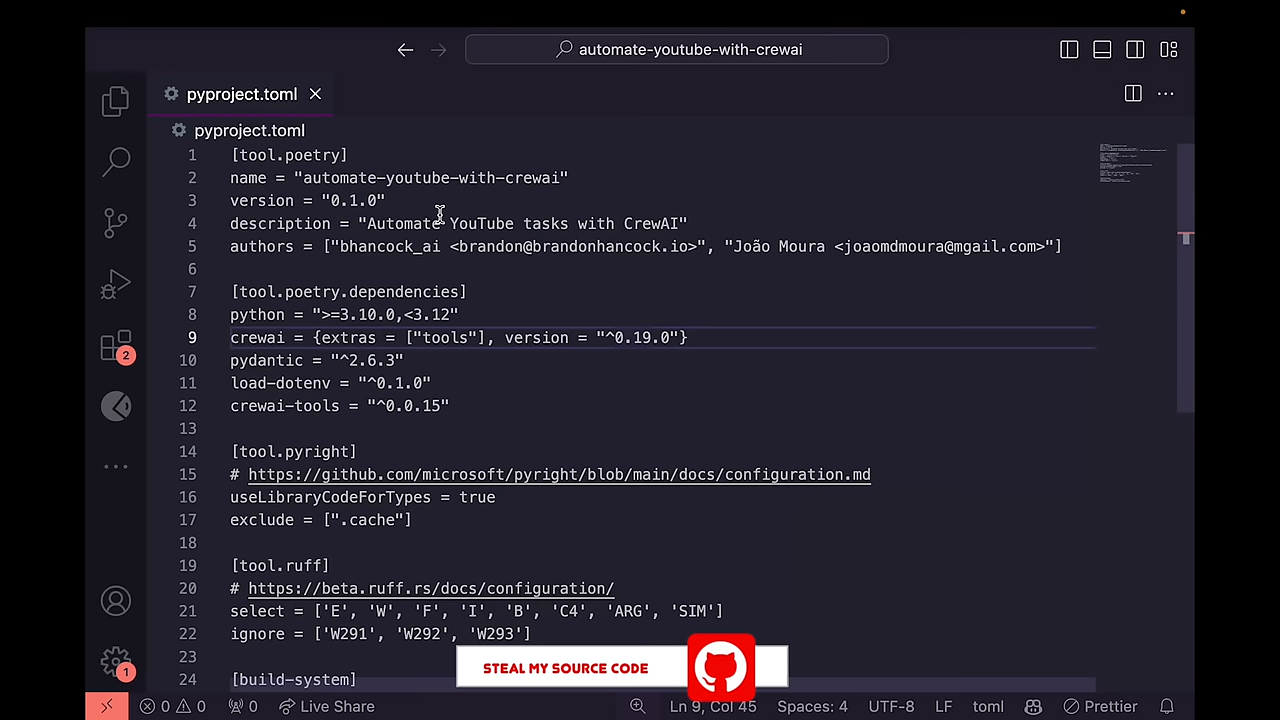 automate-youtube-with-crewai
pyproject.toml
pyproject.toml
1 [tool.poetry]
2 name = "automate-youtube-with-crewai"
3 version = "0.1.0"
4 description = "Automate YouTube tasks with CrewAI"
5 authors = ["bhancock_ai <brandon@brandonhancock.io>", "João Moura <joaomdmoura@mgail.com>"]
6
7 [tool.poetry.dependencies]
8 python = ">=3.10.0,<3.12"
9 crewai = {extras = ["tools"], version = "^0.19.0"}
10 pydantic = "^2.6.3"
11 load-dotenv = "^0.1.0"
12 crewai-tools = "^0.0.15"
13
14 [tool.pyright]
15 # https://github.com/microsoft/pyright/blob/main/docs/configuration.md
16 useLibraryCodeForTypes = true
17 exclude = [".cache"]
18
19 [tool.ruff]
20 # https://beta.ruff.rs/docs/configuration/
21 select = ['E', 'W', 'F', 'I', 'B', 'C4', 'ARG', 'SIM']
22 ignore = ['W291', 'W292', 'W293']
23
24 [build-system]
2
1
STEAL MY SOURCE CODE
0 0 0 Live Share Ln 9, Col 45 Spaces: 4 UTF-8 LF toml Prettier